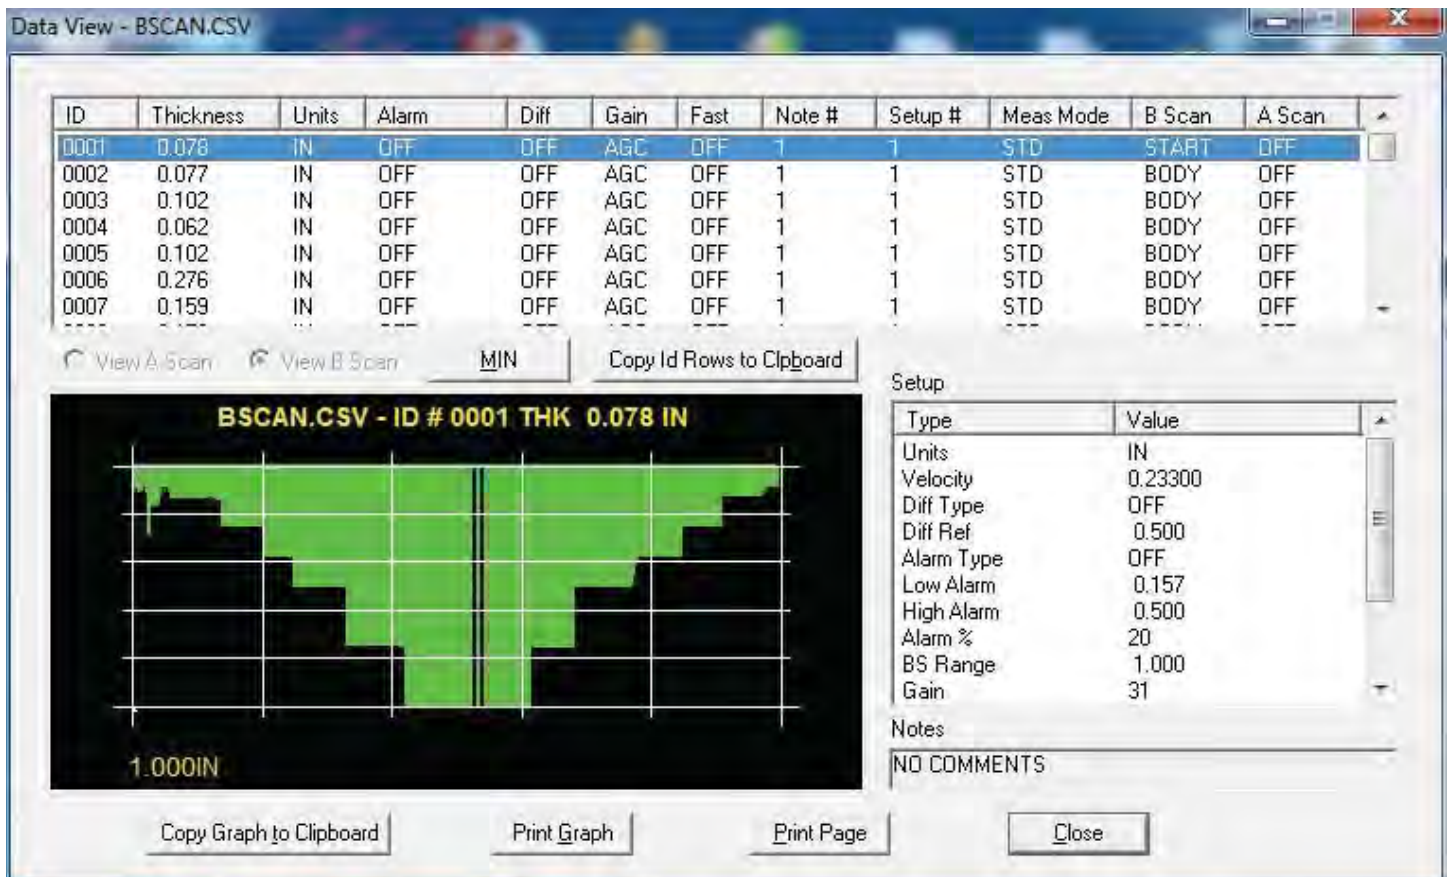 Data View - BSCAN.CSV
ID Thickness Units Alarm Diff Gain Fast Note # Setup # Meas Mode B Scan A Scan
0001 0.078 IN OFF OFF AGC OFF 1 1 STD START OFF
0002 0.077 IN OFF OFF AGC OFF 1 1 STD BODY OFF
0003 0.102 IN OFF OFF AGC OFF 1 1 STD BODY OFF
0004 0.062 IN OFF OFF AGC OFF 1 1 STD BODY OFF
0005 0.102 IN OFF OFF AGC OFF 1 1 STD BODY OFF
0006 0.276 IN OFF OFF AGC OFF 1 1 STD BODY OFF
0007 0.159 IN OFF OFF AGC OFF 1 1 STD BODY OFF
View A Scan View B Scan MIN Copy Id Rows to Clpboard
BSCAN.CSV - ID # 0001 THK 0.078 IN
1.000IN
Setup
Type Value
Units IN
Velocity 0.23300
Diff Type OFF
Diff Ref 0.500
Alarm Type OFF
Low Alarm 0.157
High Alarm 0.500
Alarm % 20
BS Range 1.000
Gain 31
Notes
NO COMMENTS
Copy Graph to Clipboard Print Graph Print Page Close